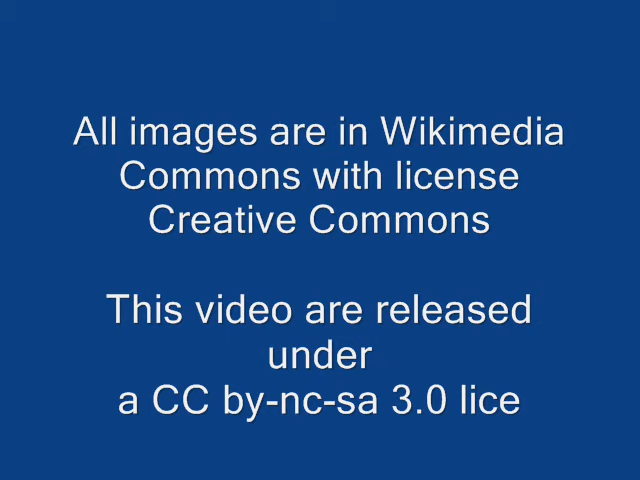 All images are in Wikimedia
Commons with license
Creative Commons
This video are released
under
a CC by-nc-sa 3.0 lice